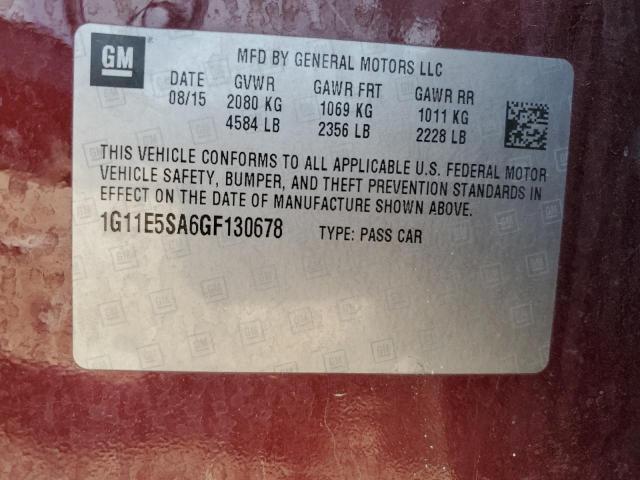 GM
MFD BY GENERAL MOTORS LLC
DATE GVWR GAWR FRT GAWR RR
08/15 2080 KG 1069 KG 1011 KG
4584 LB 2356 LB 2228 LB
THIS VEHICLE CONFORMS TO ALL APPLICABLE U.S. FEDERAL MOTOR
VEHICLE SAFETY, BUMPER, AND THEFT PREVENTION STANDARDS IN
EFFECT ON THE DATE OF MANUFACTURE SHOWN ABOVE.
1G11E5SA6GF130678 TYPE: PASS CAR